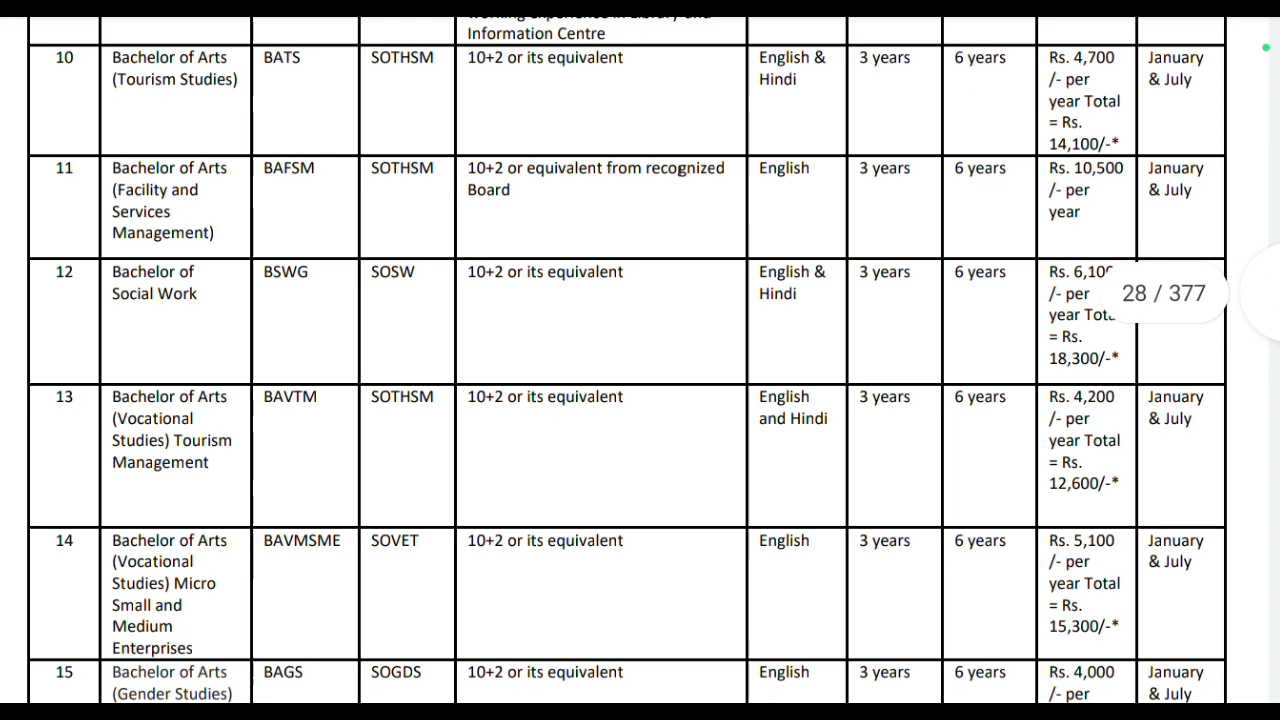 Information Centre
10 Bachelor of Arts BATS SOTHSM 10+2 or its equivalent English & 3 years 6 years Rs. 4,700 January
(Tourism Studies) Hindi /- per & July
year Total
= Rs.
14,100/-*
11 Bachelor of Arts BAFSM SOTHSM 10+2 or equivalent from recognized English 3 years 6 years Rs. 10,500 January
(Facility and Board /- per & July
Services year
Management)
12 Bachelor of BSWG SOSW 10+2 or its equivalent English & 3 years 6 years Rs.
Social Work Hindi /- per 28 / 377
year
= Rs.
18,300/-*
13 Bachelor of Arts BAVTM SOTHSM 10+2 or its equivalent English 3 years 6 years Rs. 4,200 January
(Vocational and Hindi /- per & July
Studies) Tourism year Total
Management = Rs.
12,600/-*
14 Bachelor of Arts BAVMSME SOVET 10+2 or its equivalent English 3 years 6 years Rs. 5,100 January
(Vocational /- per & July
Studies) Micro year Total
Small and = Rs.
Medium 15,300/-*
Enterprises
15 Bachelor of Arts BAGS SOGDS 10+2 or its equivalent English 3 years 6 years Rs. 4,000 January
(Gender Studies) /- per & July